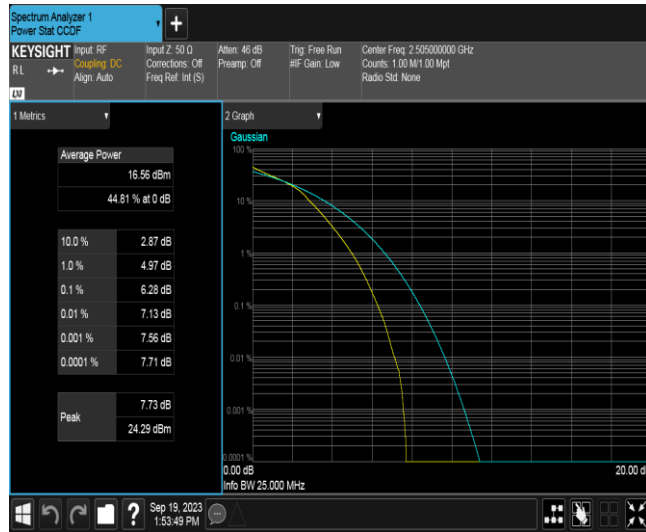 Spectrum Analyzer 1
Power Stat CCDF
+
KEYSIGHT
RL
LXI
Input: RF
Coupling: DC
Align: Auto
Input Z: 50 Ω
Corrections: Off
Freq Ref: Int (S)
Atten: 46 dB
Preamp: Off
Trig: Free Run
#IF Gain: Low
Center Freq: 2.505000000 GHz
Counts: 1.00 M/1.00 Mpt
Radio Std: None
1 Metrics
Average Power
16.56 dBm
44.81 % at 0 dB
10.0 % 2.87 dB
1.0 % 4.97 dB
0.1 % 6.28 dB
0.01 % 7.13 dB
0.001 % 7.56 dB
0.0001 % 7.71 dB
Peak
7.73 dB
24.29 dBm
2 Graph
Gaussian
100 %
10 %
1 %
0.1 %
0.01 %
0.001 %
0.0001 %
0.00 dB
20.00 d
Info BW 25.000 MHz
?
Sep 19, 2023
1:53:49 PM